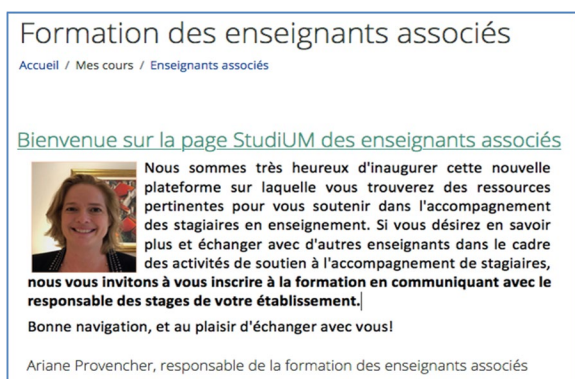 Formation des enseignants associés
Accueil / Mes cours / Enseignants associés
Bienvenue sur la page StudiUM des enseignants associés
Nous sommes très heureux d'inaugurer cette nouvelle
plateforme sur laquelle vous trouverez des ressources
pertinentes pour vous soutenir dans l'accompagnement
des stagiaires en enseignement. Si vous désirez en savoir
plus et échanger avec d'autres enseignants dans le cadre
des activités de soutien à l'accompagnement de stagiaires,
nous vous invitons à vous inscrire à la formation en communiquant avec le
responsable des stages de votre établissement.
Bonne navigation, et au plaisir d'échanger avec vous!
Ariane Provencher, responsable de la formation des enseignants associés